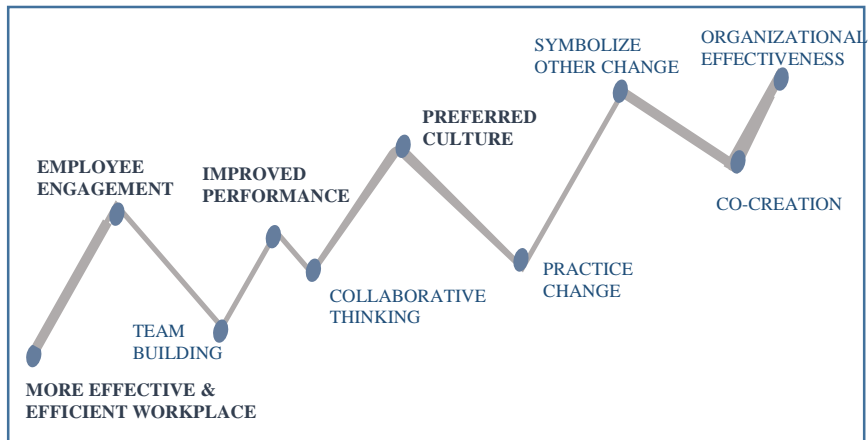 SYMBOLIZE
OTHER CHANGE
ORGANIZATIONAL
EFFECTIVENESS
PREFERRED
CULTURE
EMPLOYEE
ENGAGEMENT
IMPROVED
PERFORMANCE
CO-CREATION
PRACTICE
CHANGE
COLLABORATIVE
THINKING
TEAM
BUILDING
MORE EFFECTIVE &
EFFICIENT WORKPLACE